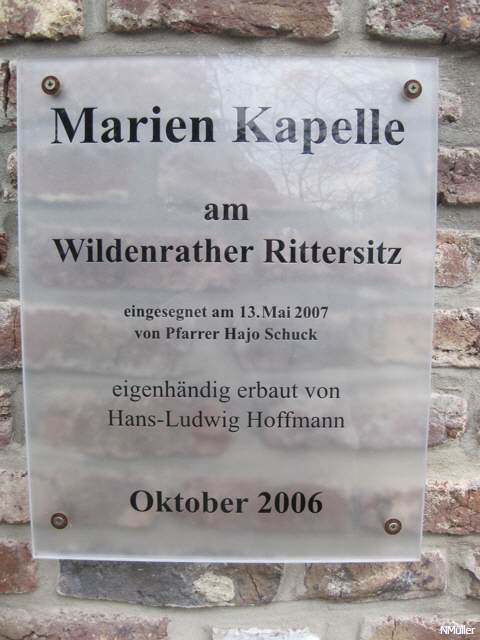 Marien Kapelle
am
Wildenrather Rittersitz
eingesegnet am 13.Mai 2007
von Pfarrer Hajo Schuck
eigenhändig erbaut von
Hans-Ludwig Hoffmann
Oktober 2006
NMüller